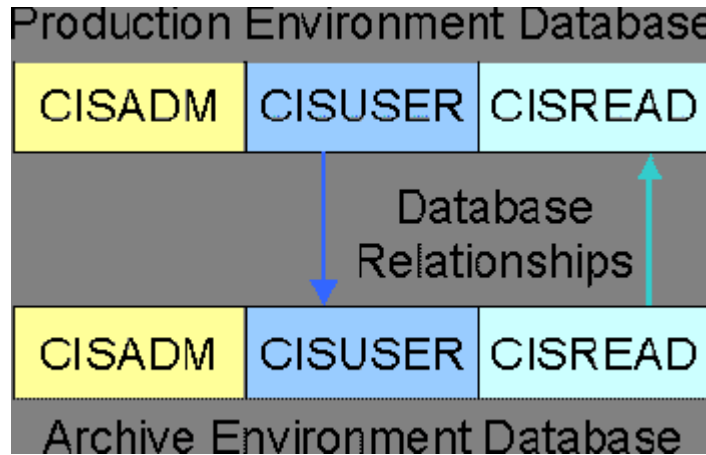 Production Environment Database
CISADM CISUSER CISREAD
Database
Relationships
CISADM CISUSER CISREAD
Archive Environment Database